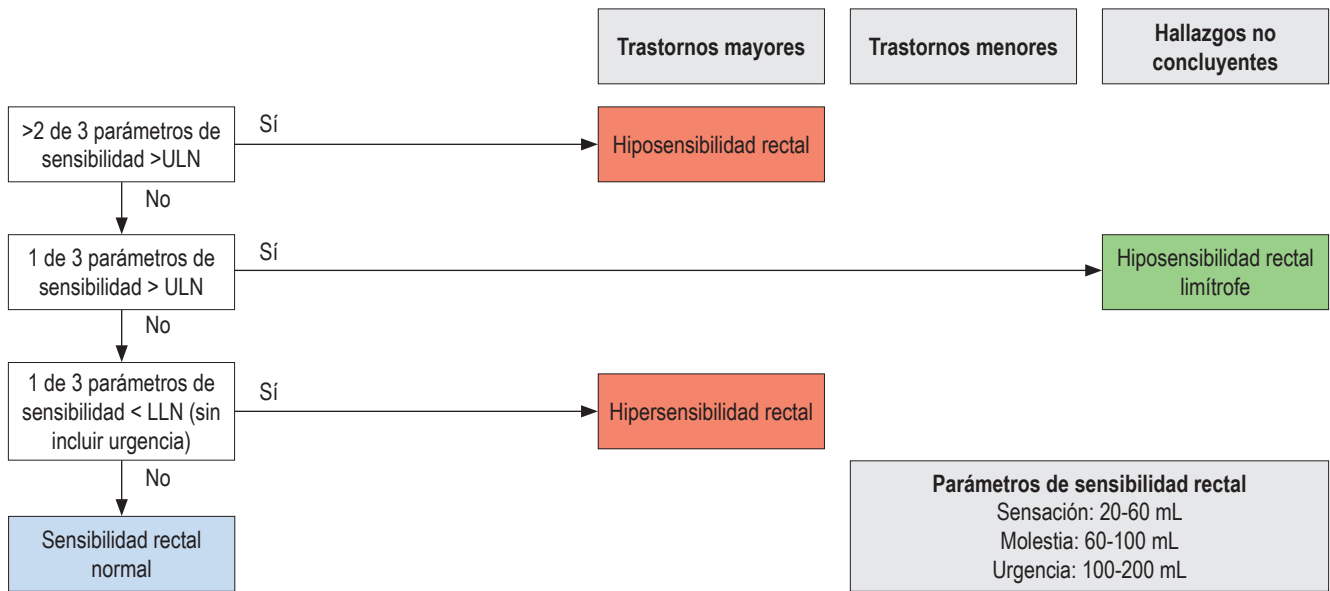 Trastornos mayores
Trastornos menores
Hallazgos no
concluyentes
>2 de 3 parámetros de
sensibilidad >ULN
Sí
Hiposensibilidad rectal
No
1 de 3 parámetros de
sensibilidad > ULN
Sí
Hiposensibilidad rectal
limítrofe
No
1 de 3 parámetros de
sensibilidad < LLN (sin
incluir urgencia)
Sí
Hipersensibilidad rectal
No
Sensibilidad rectal
normal
Parámetros de sensibilidad rectal
Sensación: 20-60 mL
Molestia: 60-100 mL
Urgencia: 100-200 mL